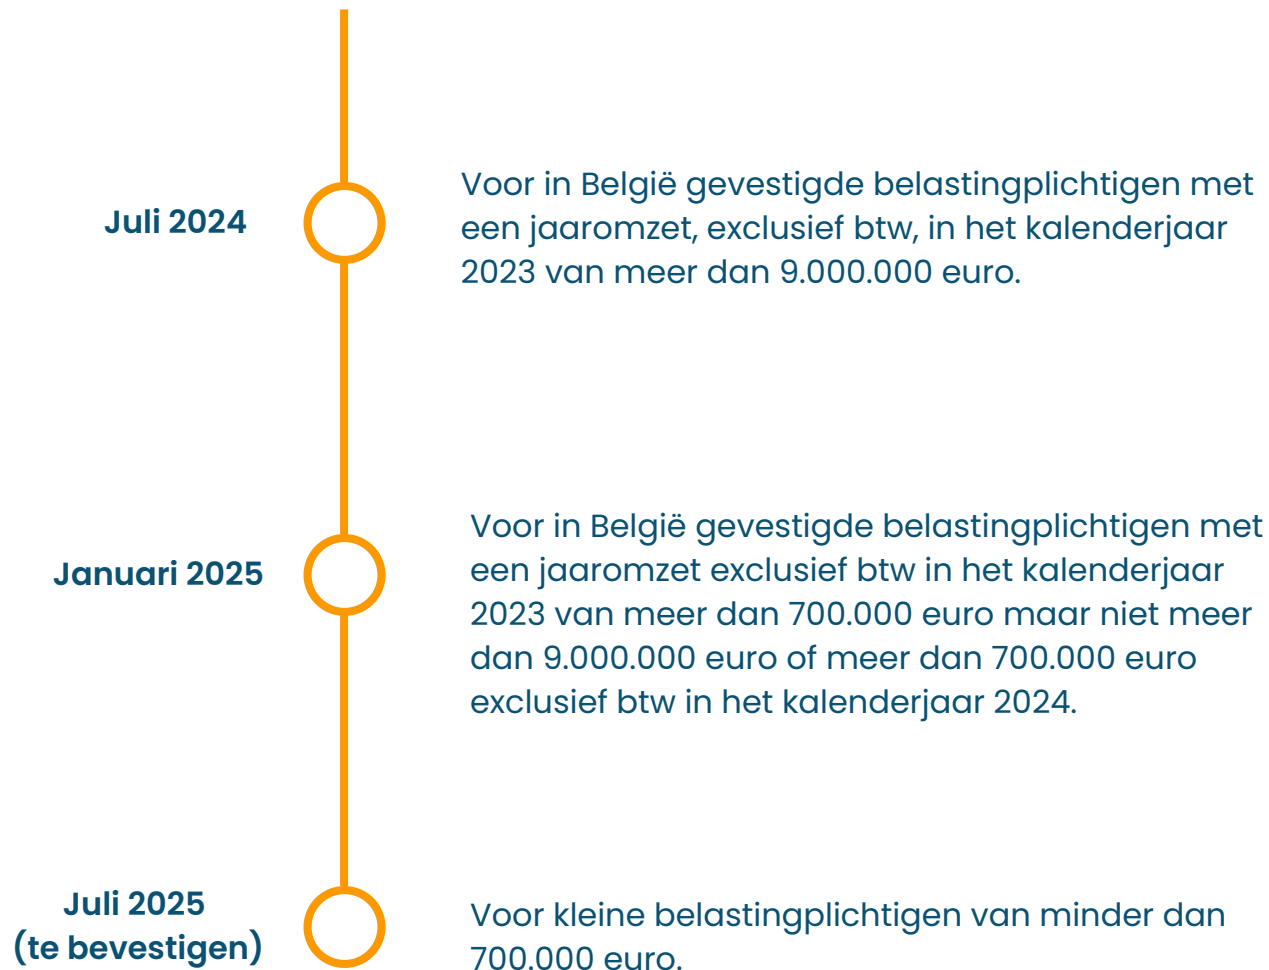 Juli 2024
Voor in België gevestigde belastingplichtigen met
een jaaromzet, exclusief btw, in het kalenderjaar
2023 van meer dan 9.000.000 euro.
Januari 2025
Voor in België gevestigde belastingplichtigen met
een jaaromzet exclusief btw in het kalenderjaar
2023 van meer dan 700.000 euro maar niet meer
dan 9.000.000 euro of meer dan 700.000 euro
exclusief btw in het kalenderjaar 2024.
Juli 2025
(te bevestigen)
Voor kleine belastingplichtigen van minder dan
700.000 euro.